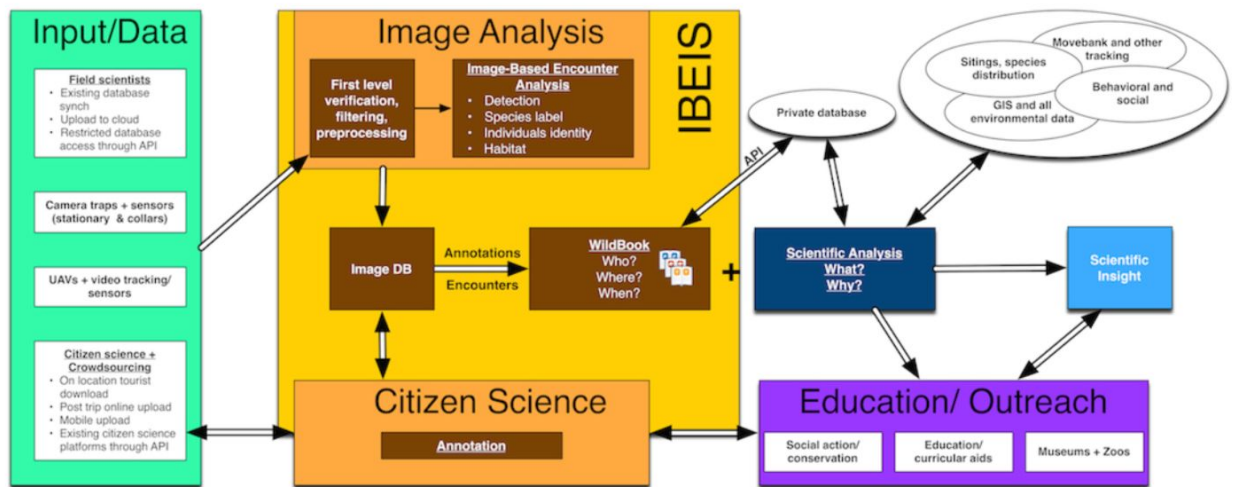 Input/Data
Field scientists
• Existing database
synch
• Upload to cloud
• Restricted database
access through API
Camera traps + sensors
(stationary & collars)
UAVs + video tracking/
sensors
Citizen science +
Crowdsourcing
• On location tourist
download
• Post trip online upload
• Mobile upload
• Existing citizen science
platforms through API
Image Analysis
First level
verification,
filtering,
preprocessing
Image-Based Encounter
Analysis
• Detection
• Species label
• Individuals identity
• Habitat
IBEIS
Image DB
Annotations
Encounters
WildBook
Who?
Where?
When?
+
API
Private database
Sitings, species
distribution
Movebank and other
tracking
Behavioral and
social
GIS and all
environmental data
Scientific Analysis
What?
Why?
Scientific
Insight
Citizen Science
Annotation
Education/ Outreach
Social action/
conservation
Education/
curricular aids
Museums + Zoos